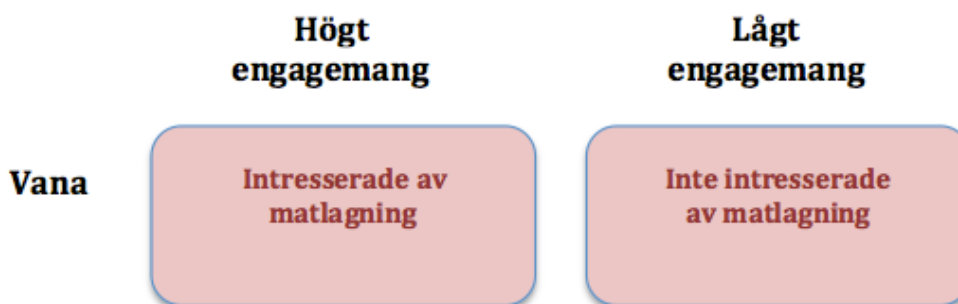 Högt
engagemang
Lågt
engagemang
Vana
Intresserade av
matlagning
Inte intresserade
av matlagning